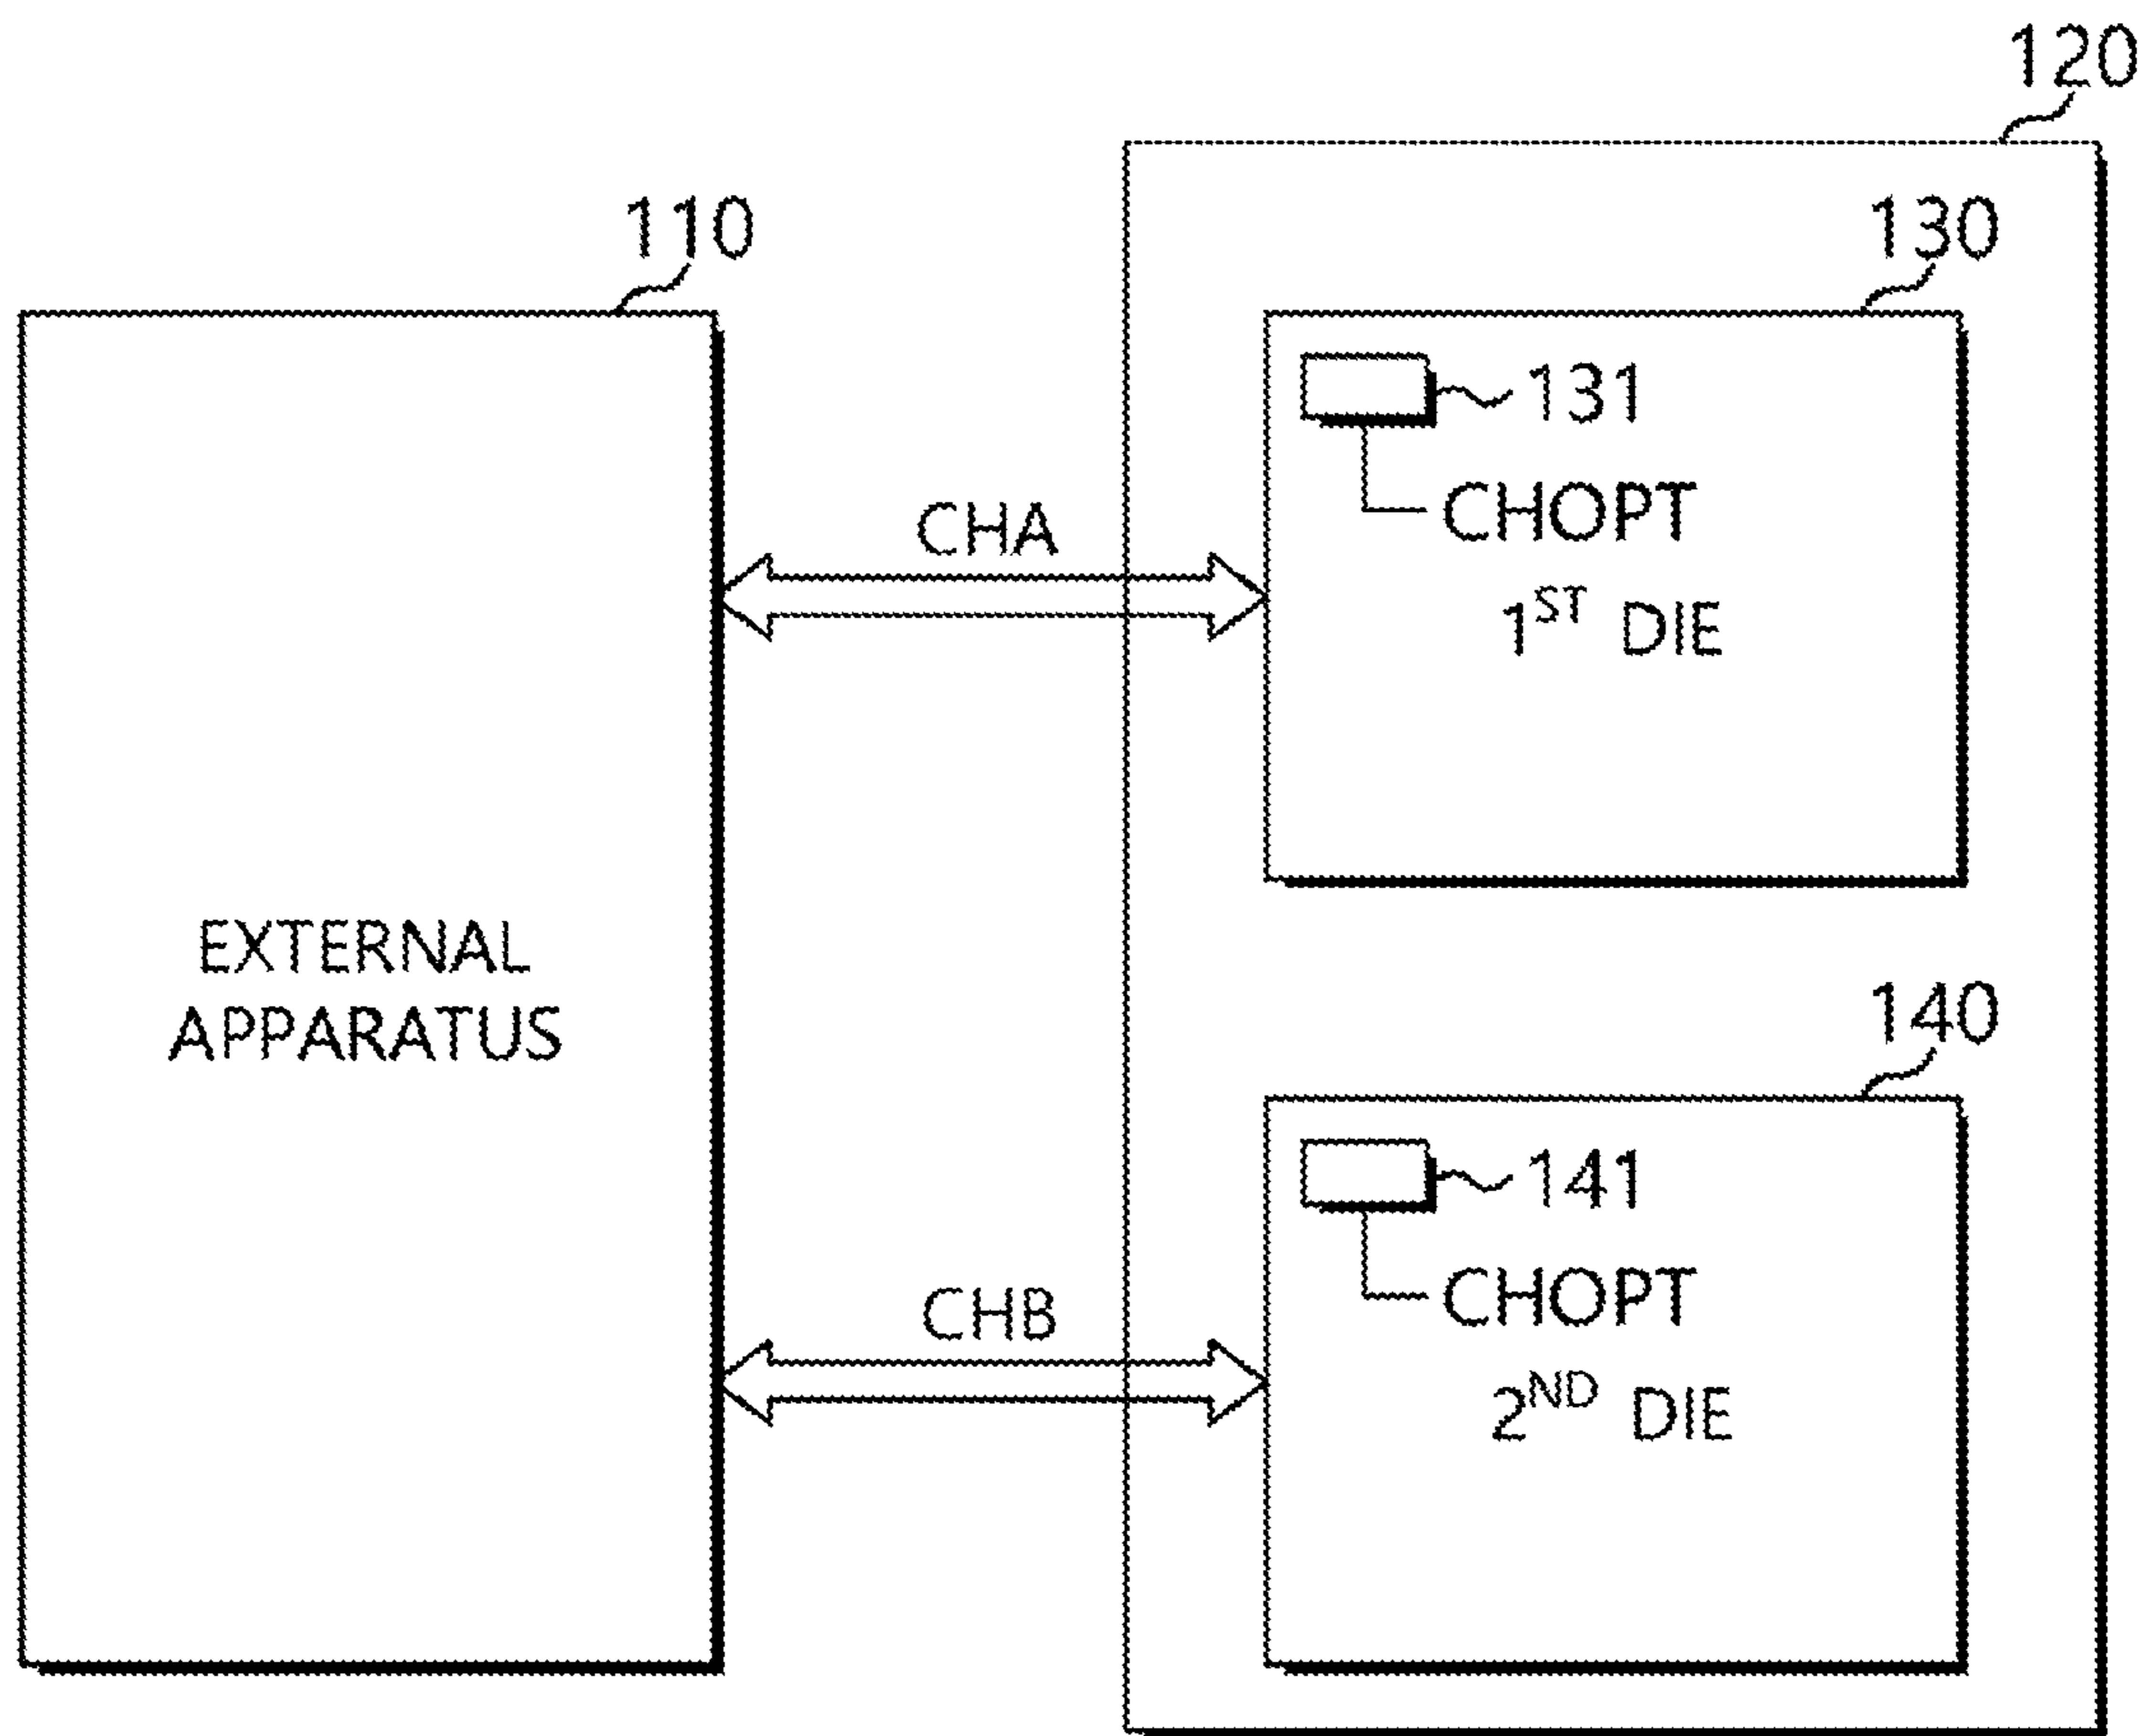 120
110
130
131
CHOPT
CHA
1ST DIE
EXTERNAL
APPARATUS
140
141
CHOPT
CHB
2ND DIE